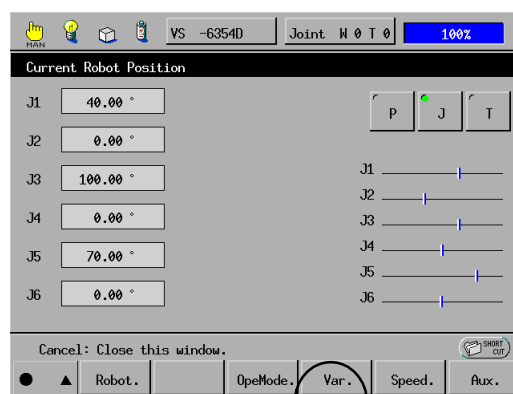 MAN VS -6354D Joint W 0 T 0 100%
Current Robot Position
J1 40.00 °
P J T
J2 0.00 °
J3 100.00 °
J4 0.00 °
J5 70.00 °
J6 0.00 °
J1
J2
J3
J4
J5
J6
Cancel: Close this window.
SHORT
CUT
Robot. OpeMode. Var. Speed. Aux.